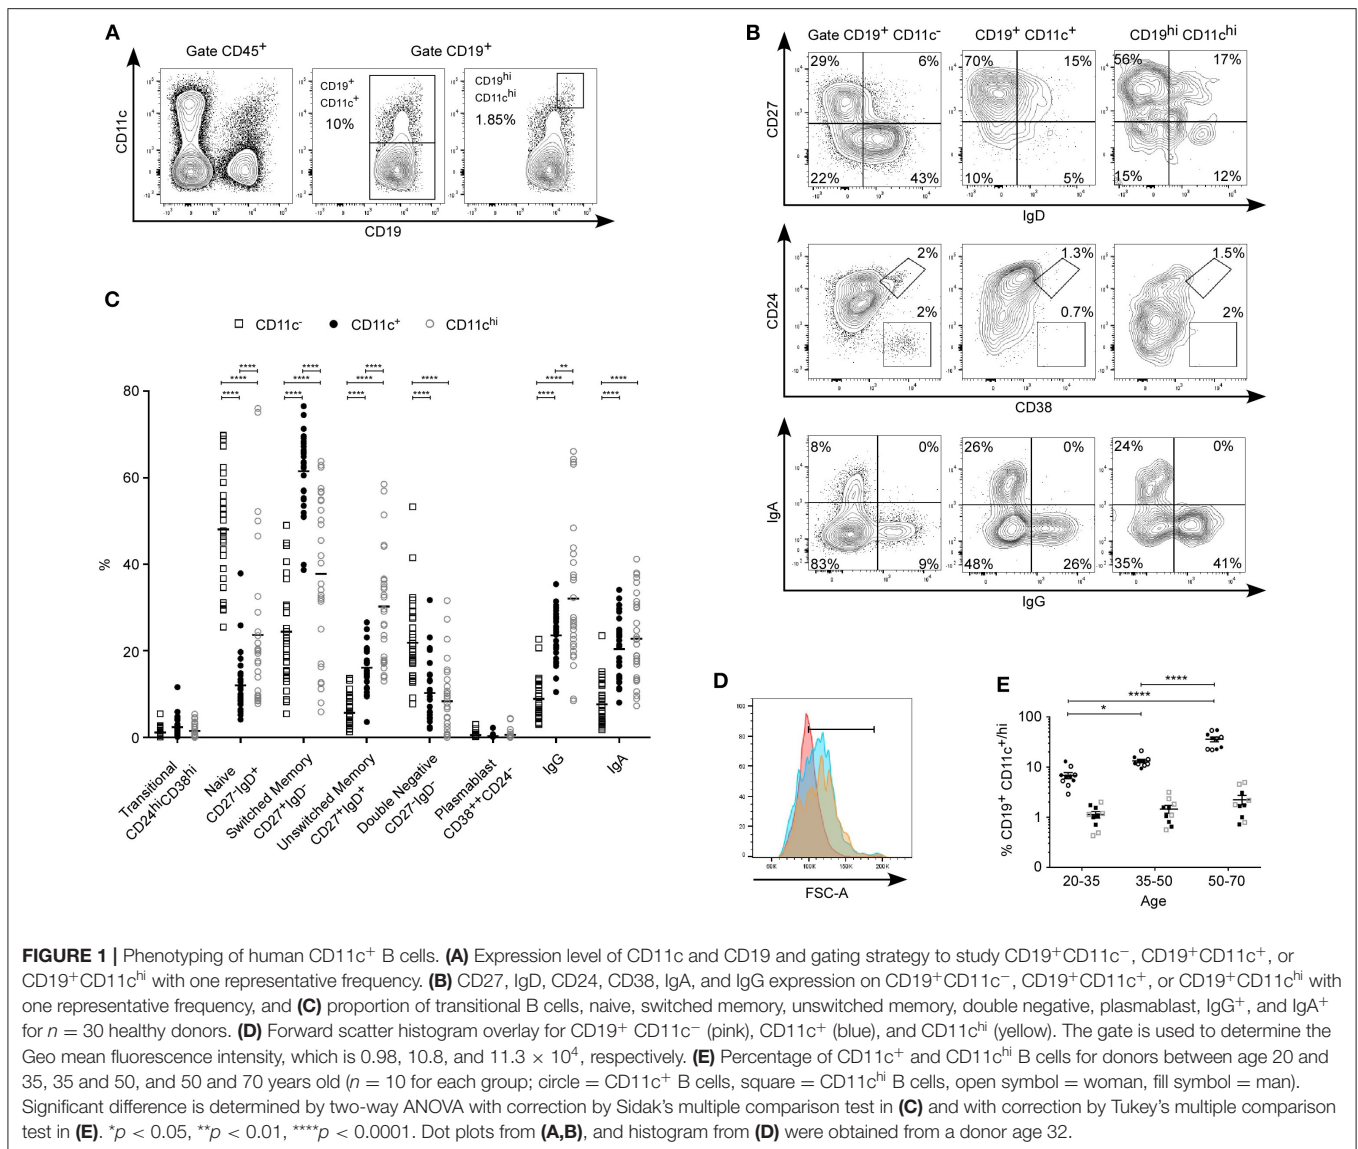 A
Gate CD45+
Gate CD19+
CD19+
CD11c+
10%
CD19hi
CD11chi
1.85%
CD11c
CD19
B
Gate CD19+ CD11c-
CD19+ CD11c+
CD19hi CD11chi
29%
6%
70%
15%
56%
17%
22%
43%
10%
5%
15%
12%
CD27
IgD
2%
1.3%
1.5%
2%
0.7%
2%
CD24
CD38
8%
0%
26%
0%
24%
0%
83%
9%
48%
26%
35%
41%
IgA
IgG
C
CD11c-
CD11c+
CD11chi
**** **** ****
**** **** ****
**** **** ****
**** ****
**** **** **
**** ****
80
60
40
20
0
%
Transitional
CD24hiCD38hi
Naive
CD27-IgD+
Switched Memory
CD27+IgD-
Unswitched Memory
CD27+IgD+
Double Negative
CD27-IgD-
Plasmablast
CD38++CD24-
IgG
IgA
D
100
80
60
40
20
0
50K
100K
150K
200K
FSC-A
E
****
****
*
% CD19+ CD11c+/hi
100
10
1
0
20-35
35-50
50-70
Age
FIGURE 1 | Phenotyping of human CD11c+ B cells. (A) Expression level of CD11c and CD19 and gating strategy to study CD19+CD11c−, CD19+CD11c+, or
CD19+CD11chi with one representative frequency. (B) CD27, IgD, CD24, CD38, IgA, and IgG expression on CD19+CD11c−, CD19+CD11c+, or CD19+CD11chi with
one representative frequency, and (C) proportion of transitional B cells, naive, switched memory, unswitched memory, double negative, plasmablast, IgG+, and IgA+
for n = 30 healthy donors. (D) Forward scatter histogram overlay for CD19+ CD11c− (pink), CD11c+ (blue), and CD11chi (yellow). The gate is used to determine the
Geo mean fluorescence intensity, which is 0.98, 10.8, and 11.3 × 10⁴, respectively. (E) Percentage of CD11c+ and CD11chi B cells for donors between age 20 and
35, 35 and 50, and 50 and 70 years old (n = 10 for each group; circle = CD11c+ B cells, square = CD11chi B cells, open symbol = woman, fill symbol = man).
Significant difference is determined by two-way ANOVA with correction by Sidak's multiple comparison test in (C) and with correction by Tukey's multiple comparison
test in (E). *p < 0.05, **p < 0.01, ****p < 0.0001. Dot plots from (A,B), and histogram from (D) were obtained from a donor age 32.